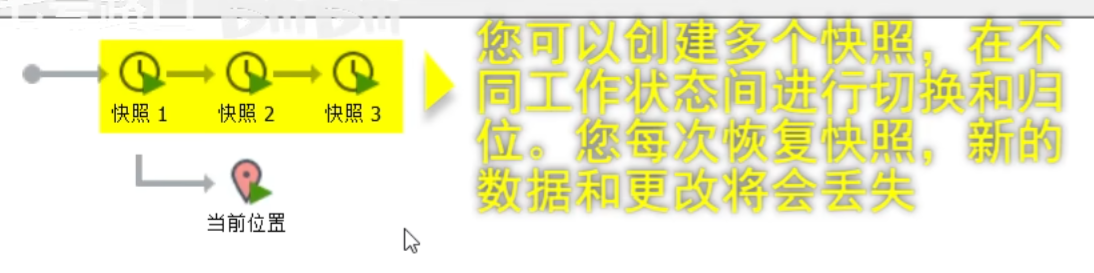 快照 1
快照 2
快照 3
当前位置
您可以创建多个快照，在不
同工作状态间进行切换和归
位。您每次恢复快照，新的
数据和更改将会丢失